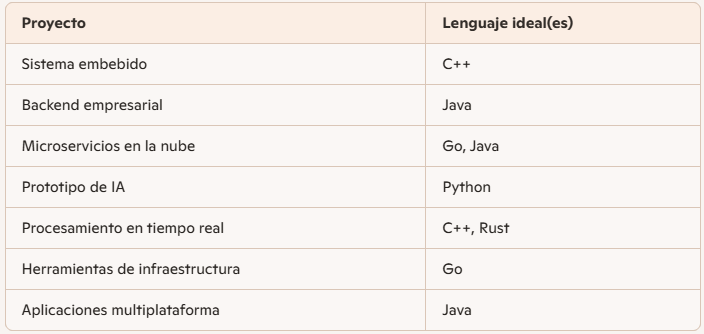 Proyecto Lenguaje ideal(es)
Sistema embebido C++
Backend empresarial Java
Microservicios en la nube Go, Java
Prototipo de IA Python
Procesamiento en tiempo real C++, Rust
Herramientas de infraestructura Go
Aplicaciones multiplataforma Java